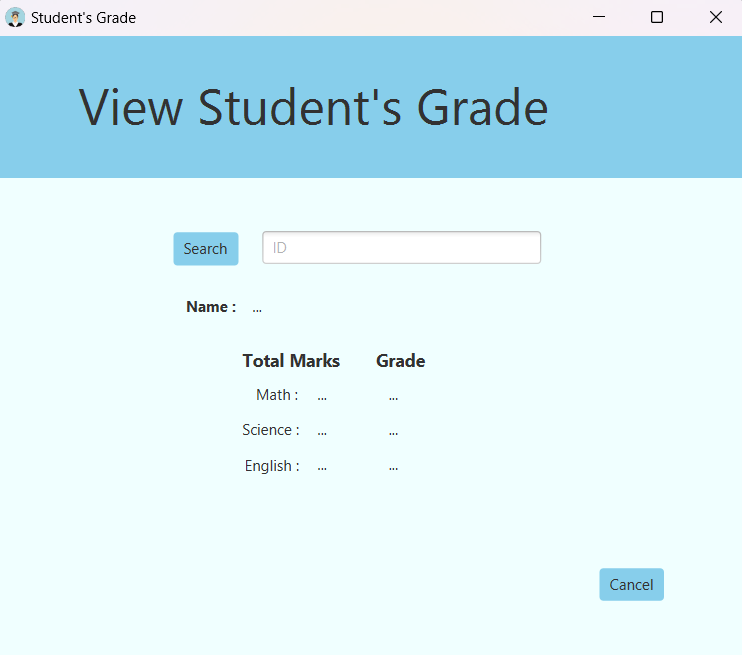 Student's Grade
View Student's Grade
Search ID
Name : ...
Total Marks Grade
Math : ... ...
Science : ... ...
English : ... ...
Cancel